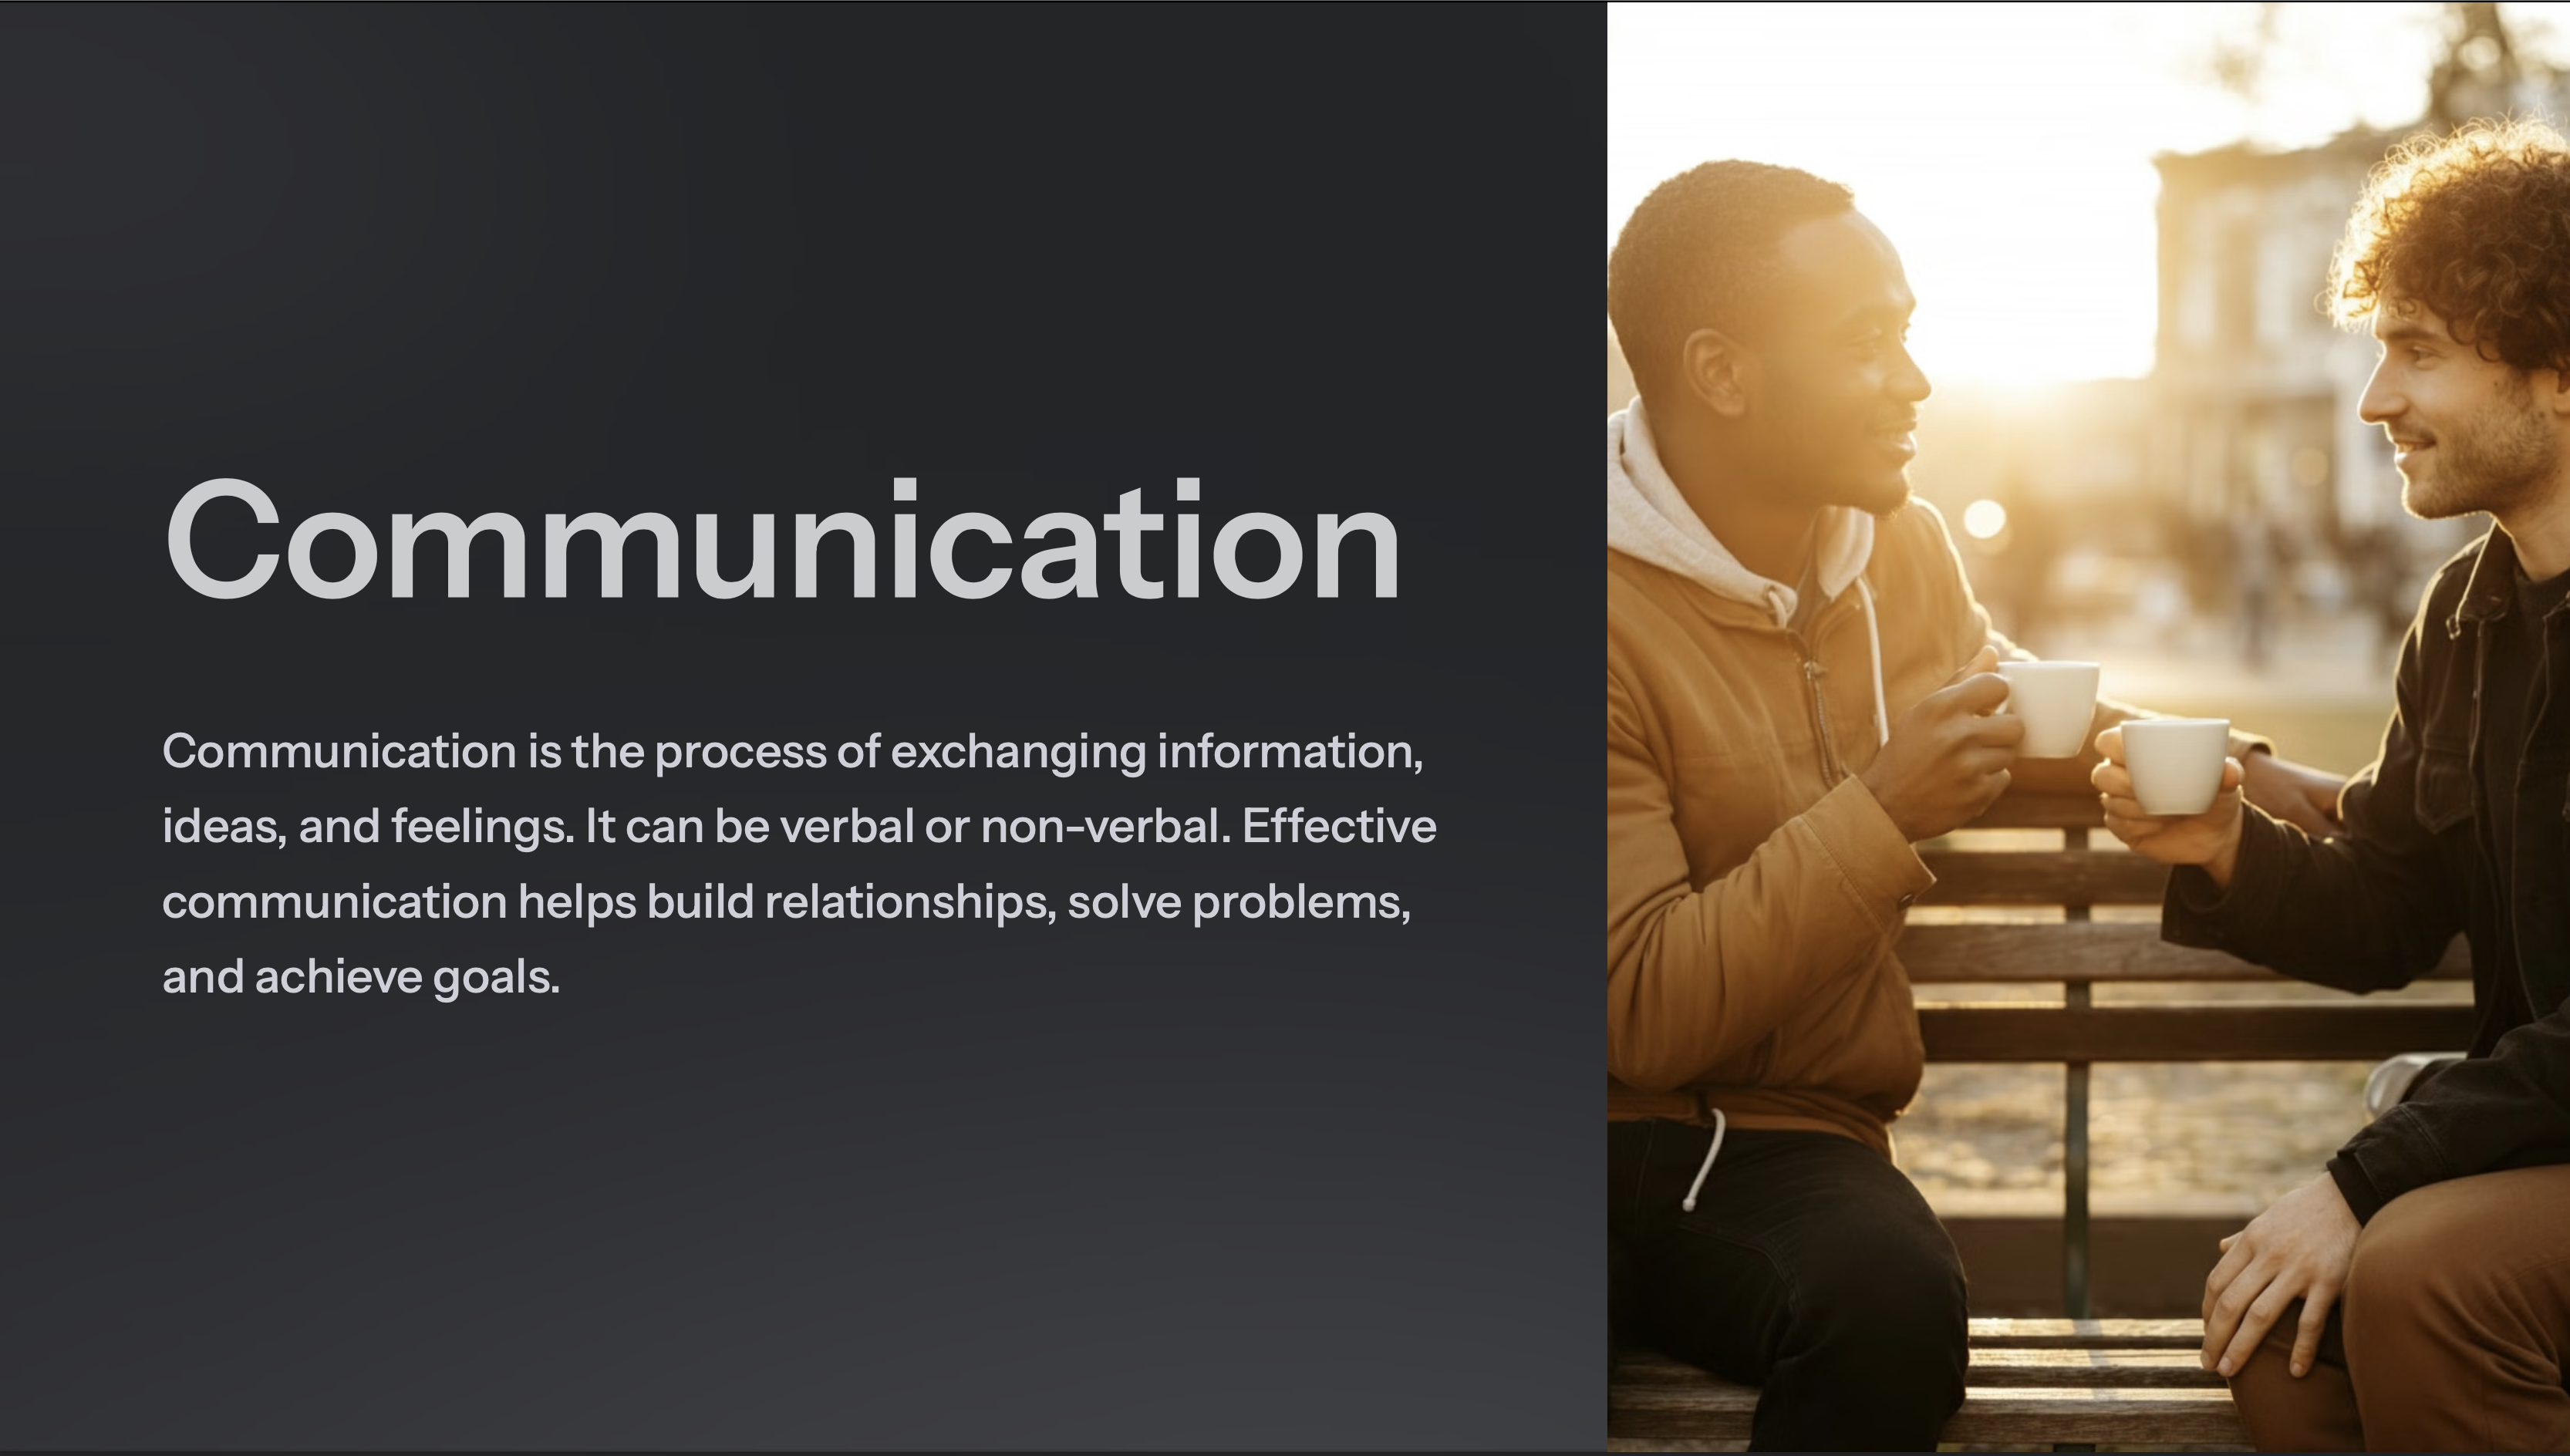 Communication
Communication is the process of exchanging information,
ideas, and feelings. It can be verbal or non-verbal. Effective
communication helps build relationships, solve problems,
and achieve goals.